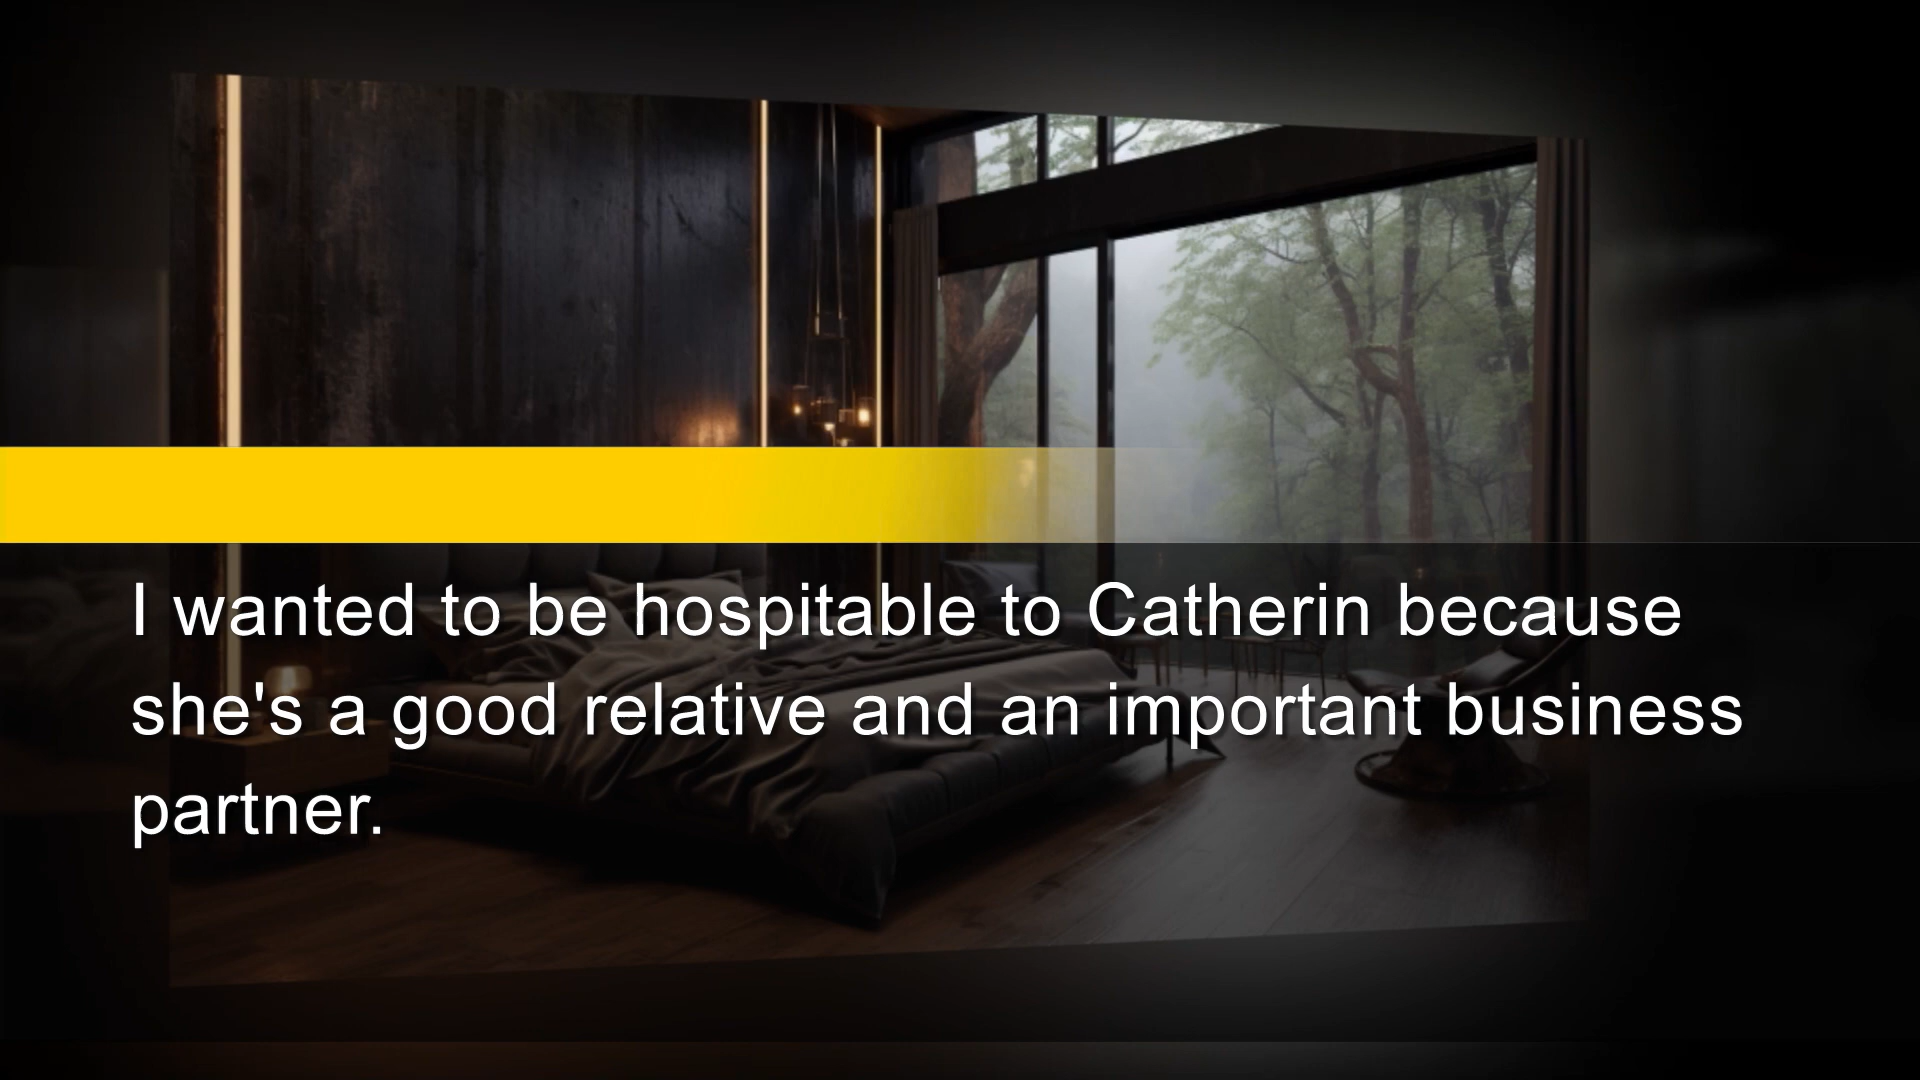 I wanted to be hospitable to Catherin because
she's a good relative and an important business
partner.